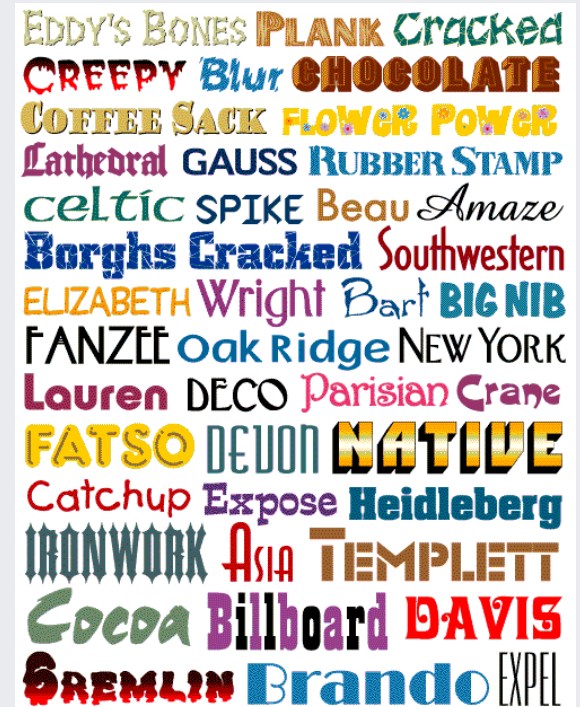 EDDY'S BONES PLANK Cracked
CREEPY Blur CHOCOLATE
COFFEE SACK FLOWER POWER
Cathedral GAUSS RUBBER STAMP
celtic SPIKE Beau Amaze
Borghs Cracked Southwestern
ELIZABETH Wright Bart BIG NIB
FANZEE Oak Ridge NEW YORK
Lauren DECO Parisian Crane
FATSO DEVON NATIVE
Catchup Expose Heidleberg
IRONWORK ASIA TEMPLETT
Cocoa Billboard DAVIS
GREMLIN Brando EXPEL